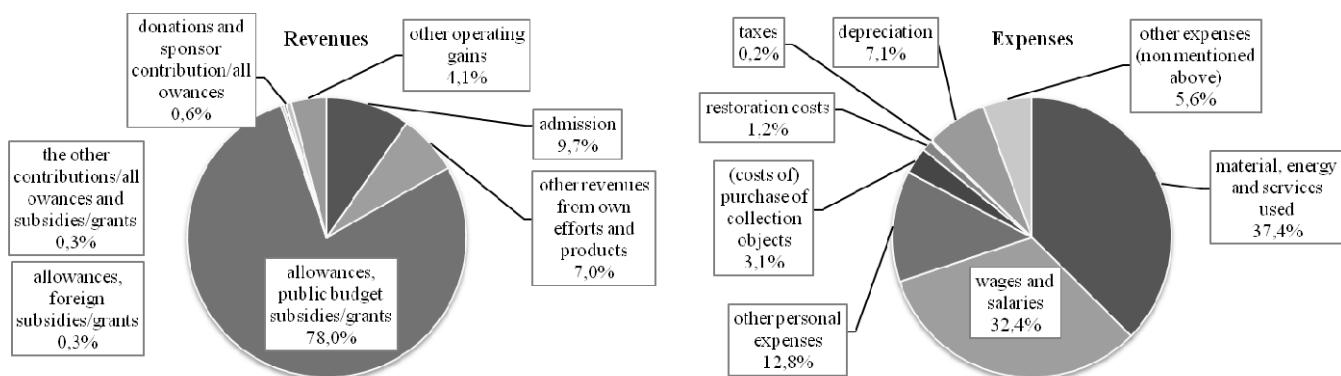 Revenues
donations and
sponsor
contribution/all
owances
0,6%
other operating
gains
4,1%
admission
9,7%
the other
contributions/all
owances and
subsidies/grants
0,3%
other revenues
from own
efforts and
products
7,0%
allowances,
foreign
subsidies/grants
0,3%
allowances,
public budget
subsidies/grants
78,0%
Expenses
taxes
0,2%
depreciation
7,1%
other expenses
(non mentioned
above)
5,6%
restoration costs
1,2%
(costs of)
purchase of
collection
objects
3,1%
material, energy
and services
used
37,4%
wages and
salaries
32,4%
other personal
expenses
12,8%